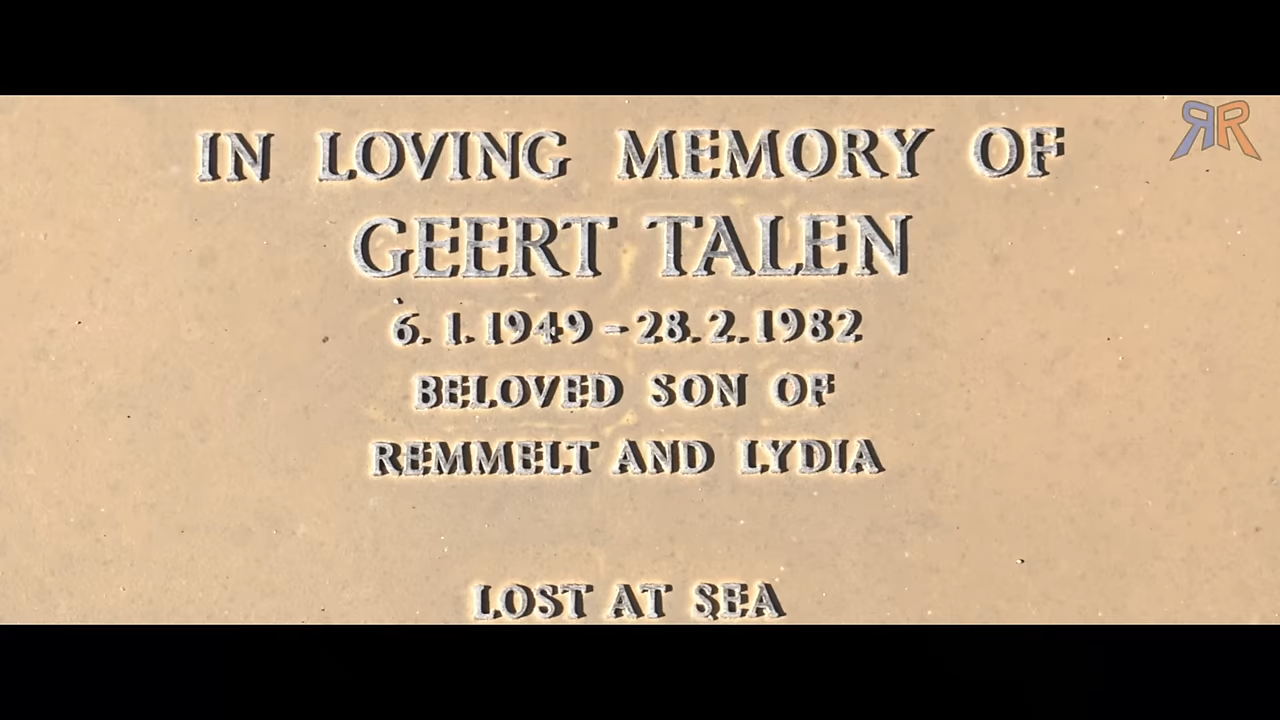 IN LOVING MEMORY OF
GEERT TALEN
6.1.1949-28.2.1982
BELOVED SON OF
REMMELT AND LYDIA
LOST AT SEA
RR